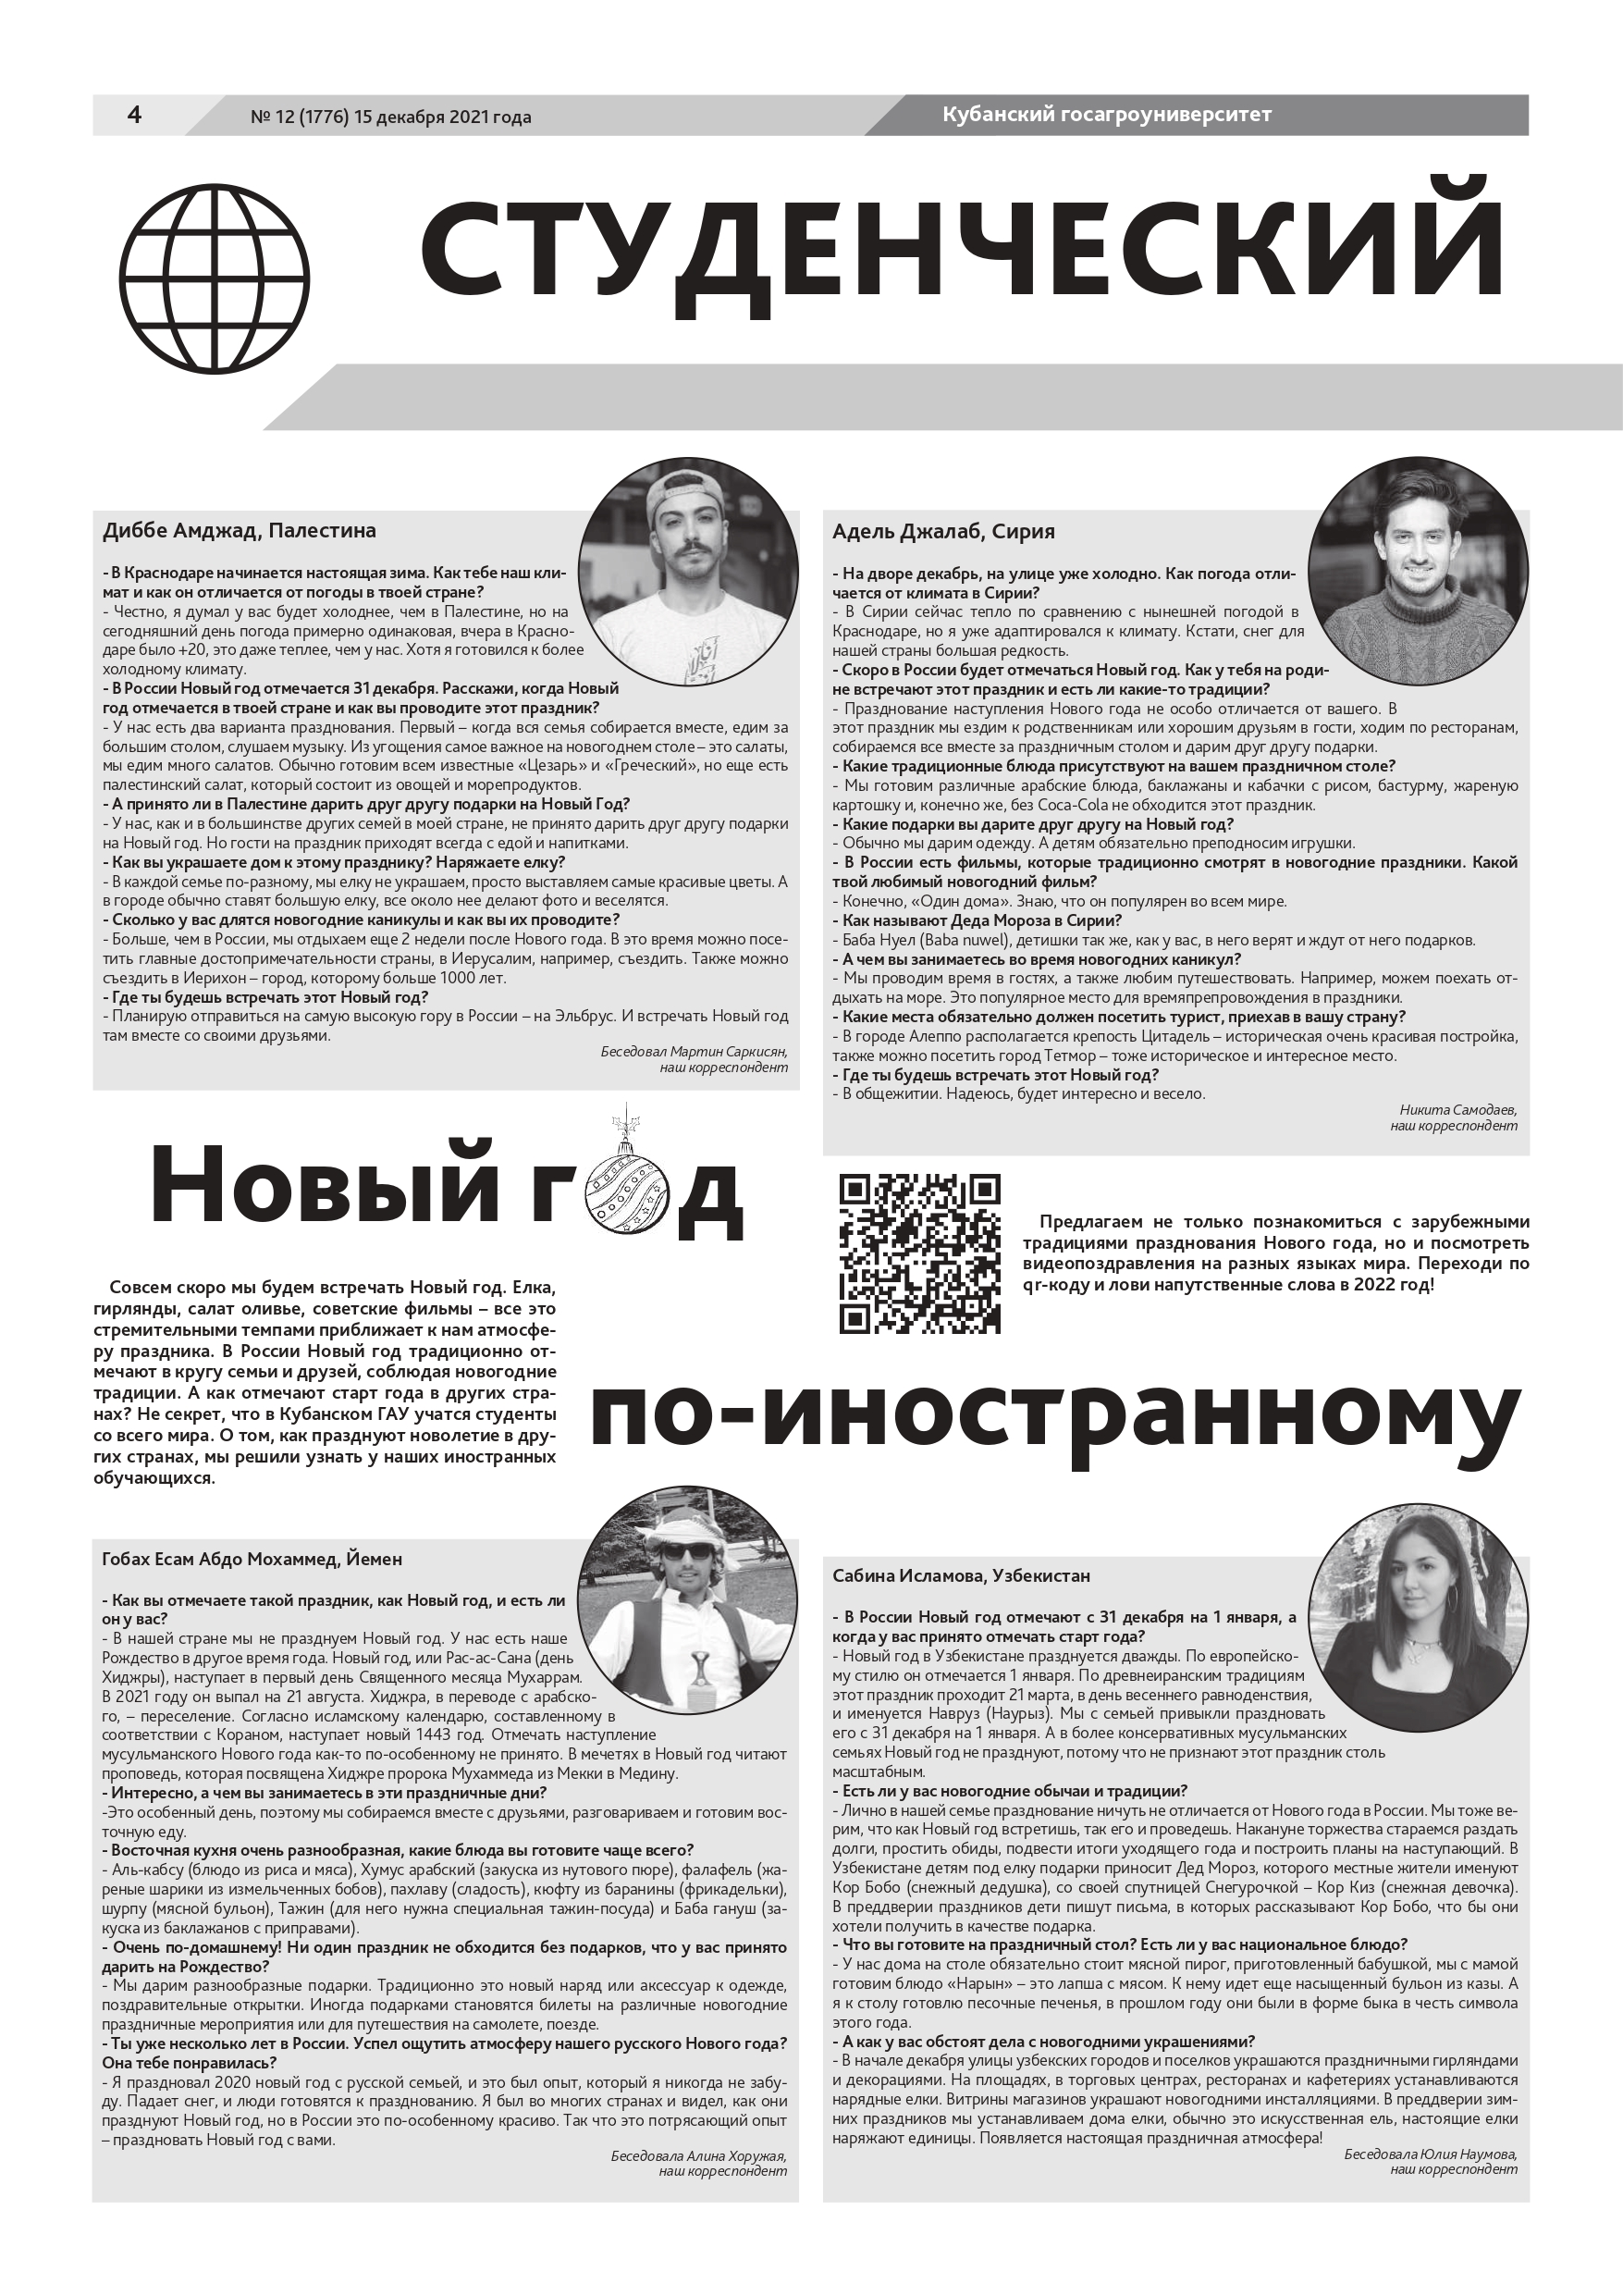 4
№ 12 (1776) 15 декабря 2021 года
Кубанский госагроуниверситет
СТУДЕНЧЕСКИЙ
Диббе Амджад, Палестина
- В Краснодаре начинается настоящая зима. Как тебе наш кли-
мат и как он отличается от погоды в твоей стране?
- Честно, я думал у вас будет холоднее, чем в Палестине, но на
сегодняшний день погода примерно одинаковая, вчера в Красно-
даре было +20, это даже теплее, чем у нас. Хотя я готовился к более
холодному климату.
- В России Новый год отмечается 31 декабря. Расскажи, когда Новый
год отмечается в твоей стране и как вы проводите этот праздник?
- У нас есть два варианта празднования. Первый – когда вся семья собирается вместе, едим за
большим столом, слушаем музыку. Из угощения самое важное на новогоднем столе – это салаты,
мы едим много салатов. Обычно готовим всем известные «Цезарь» и «Греческий», но еще есть
палестинский салат, который состоит из овощей и морепродуктов.
- А принято ли в Палестине дарить друг другу подарки на Новый Год?
- У нас, как и в большинстве других семей в моей стране, не принято дарить друг другу подарки
на Новый год. Но гости на праздник приходят всегда с едой и напитками.
- Как вы украшаете дом к этому празднику? Наряжаете елку?
- В каждой семье по-разному, мы елку не украшаем, просто выставляем самые красивые цветы. А
в городе обычно ставят большую елку, все около нее делают фото и веселятся.
- Сколько у вас длятся новогодние каникулы и как вы их проводите?
- Больше, чем в России, мы отдыхаем еще 2 недели после Нового года. В это время можно посе-
тить главные достопримечательности страны, в Иерусалим, например, съездить. Также можно
съездить в Иерихон – город, которому больше 1000 лет.
- Где ты будешь встречать этот Новый год?
- Планирую отправиться на самую высокую гору в России – на Эльбрус. И встречать Новый год
там вместе со своими друзьями.
Беседовал Мартин Саркисян,
наш корреспондент
Адель Джалаб, Сирия
- На дворе декабрь, на улице уже холодно. Как погода отли-
чается от климата в Сирии?
- В Сирии сейчас тепло по сравнению с нынешней погодой в
Краснодаре, но я уже адаптировался к климату. Кстати, снег для
нашей страны большая редкость.
- Скоро в России будет отмечаться Новый год. Как у тебя на роди-
не встречают этот праздник и есть ли какие-то традиции?
- Празднование наступления Нового года не особо отличается от вашего. В
этот праздник мы ездим к родственникам или хорошим друзьям в гости, ходим по ресторанам,
собираемся все вместе за праздничным столом и дарим друг другу подарки.
- Какие традиционные блюда присутствуют на вашем праздничном столе?
- Мы готовим различные арабские блюда, баклажаны и кабачки с рисом, бастурму, жареную
картошку и, конечно же, без Coca-Cola не обходится этот праздник.
- Какие подарки вы дарите друг другу на Новый год?
- Обычно мы дарим одежду. А детям обязательно преподносим игрушки.
- В России есть фильмы, которые традиционно смотрят в новогодние праздники. Какой
твой любимый новогодний фильм?
- Конечно, «Один дома». Знаю, что он популярен во всем мире.
- Как называют Деда Мороза в Сирии?
- Баба Нуел (Baba nuwel), детишки так же, как у вас, в него верят и ждут от него подарков.
- А чем вы занимаетесь во время новогодних каникул?
- Мы проводим время в гостях, а также любим путешествовать. Например, можем поехать от-
дыхать на море. Это популярное место для времяпрепровождения в праздники.
- Какие места обязательно должен посетить турист, приехав в вашу страну?
- В городе Алеппо располагается крепость Цитадель – историческая очень красивая постройка,
также можно посетить город Тетмор – тоже историческое и интересное место.
- Где ты будешь встречать этот Новый год?
- В общежитии. Надеюсь, будет интересно и весело.
Никита Самодаев,
наш корреспондент
Новый год
Предлагаем не только познакомиться с зарубежными
традициями празднования Нового года, но и посмотреть
видеопоздравления на разных языках мира. Переходи по
qr-коду и лови напутственные слова в 2022 год!
Совсем скоро мы будем встречать Новый год. Елка,
гирлянды, салат оливье, советские фильмы – все это
стремительными темпами приближает к нам атмосфе-
ру праздника. В России Новый год традиционно от-
мечают в кругу семьи и друзей, соблюдая новогодние
традиции. А как отмечают старт года в других стра-
нах? Не секрет, что в Кубанском ГАУ учатся студенты
со всего мира. О том, как празднуют новолетие в дру-
гих странах, мы решили узнать у наших иностранных
обучающихся.
по-иностранному
Гобах Есам Абдо Мохаммед, Йемен
- Как вы отмечаете такой праздник, как Новый год, и есть ли
он у вас?
- В нашей стране мы не празднуем Новый год. У нас есть наше
Рождество в другое время года. Новый год, или Рас-ас-Сана (день
Хиджры), наступает в первый день Священного месяца Мухаррам.
В 2021 году он выпал на 21 августа. Хиджра, в переводе с арабско-
го, – переселение. Согласно исламскому календарю, составленному в
соответствии с Кораном, наступает новый 1443 год. Отмечать наступление
мусульманского Нового года как-то по-особенному не принято. В мечетях в Новый год читают
проповедь, которая посвящена Хиджре пророка Мухаммеда из Мекки в Медину.
- Интересно, а чем вы занимаетесь в эти праздничные дни?
-Это особенный день, поэтому мы собираемся вместе с друзьями, разговариваем и готовим вос-
точную еду.
- Восточная кухня очень разнообразная, какие блюда вы готовите чаще всего?
- Аль-кабсу (блюдо из риса и мяса), Хумус арабский (закуска из нутового пюре), фалафель (жа-
реные шарики из измельченных бобов), пахлаву (сладость), кюфту из баранины (фрикадельки),
шурпу (мясной бульон), Тажин (для него нужна специальная тажин-посуда) и Баба гануш (за-
куска из баклажанов с приправами).
- Очень по-домашнему! Ни один праздник не обходится без подарков, что у вас принято
дарить на Рождество?
- Мы дарим разнообразные подарки. Традиционно это новый наряд или аксессуар к одежде,
поздравительные открытки. Иногда подарками становятся билеты на различные новогодние
праздничные мероприятия или для путешествия на самолете, поезде.
- Ты уже несколько лет в России. Успел ощутить атмосферу нашего русского Нового года?
Она тебе понравилась?
- Я праздновал 2020 новый год с русской семьей, и это был опыт, который я никогда не забу-
ду. Падает снег, и люди готовятся к празднованию. Я был во многих странах и видел, как они
празднуют Новый год, но в России это по-особенному красиво. Так что это потрясающий опыт
– праздновать Новый год с вами.
Беседовала Алина Хоружая,
наш корреспондент
Сабина Исламова, Узбекистан
- В России Новый год отмечают с 31 декабря на 1 января, а
когда у вас принято отмечать старт года?
- Новый год в Узбекистане празднуется дважды. По европейско-
му стилю он отмечается 1 января. По древнеиранским традициям
этот праздник проходит 21 марта, в день весеннего равноденствия,
и именуется Навруз (Наурыз). Мы с семьей привыкли праздновать
его с 31 декабря на 1 января. А в более консервативных мусульманских
семьях Новый год не празднуют, потому что не признают этот праздник столь
масштабным.
- Есть ли у вас новогодние обычаи и традиции?
- Лично в нашей семье празднование ничуть не отличается от Нового года в России. Мы тоже ве-
рим, что как Новый год встретишь, так его и проведешь. Накануне торжества стараемся раздать
долги, простить обиды, подвести итоги уходящего года и построить планы на наступающий. В
Узбекистане детям под елку подарки приносит Дед Мороз, которого местные жители именуют
Кор Бобо (снежный дедушка), со своей спутницей Снегурочкой – Кор Киз (снежная девочка).
В преддверии праздников дети пишут письма, в которых рассказывают Кор Бобо, что бы они
хотели получить в качестве подарка.
- Что вы готовите на праздничный стол? Есть ли у вас национальное блюдо?
- У нас дома на столе обязательно стоит мясной пирог, приготовленный бабушкой, мы с мамой
готовим блюдо «Нарын» – это лапша с мясом. К нему идет еще насыщенный бульон из казы. А
я к столу готовлю песочные печенья, в прошлом году они были в форме быка в честь символа
этого года.
- А как у вас обстоят дела с новогодними украшениями?
- В начале декабря улицы узбекских городов и поселков украшаются праздничными гирляндами
и декорациями. На площадях, в торговых центрах, ресторанах и кафетериях устанавливаются
нарядные елки. Витрины магазинов украшают новогодними инсталляциями. В преддверии зим-
них праздников мы устанавливаем дома елки, обычно это искусственная ель, настоящие елки
наряжают единицы. Появляется настоящая праздничная атмосфера!
Беседовала Юлия Наумова,
наш корреспондент